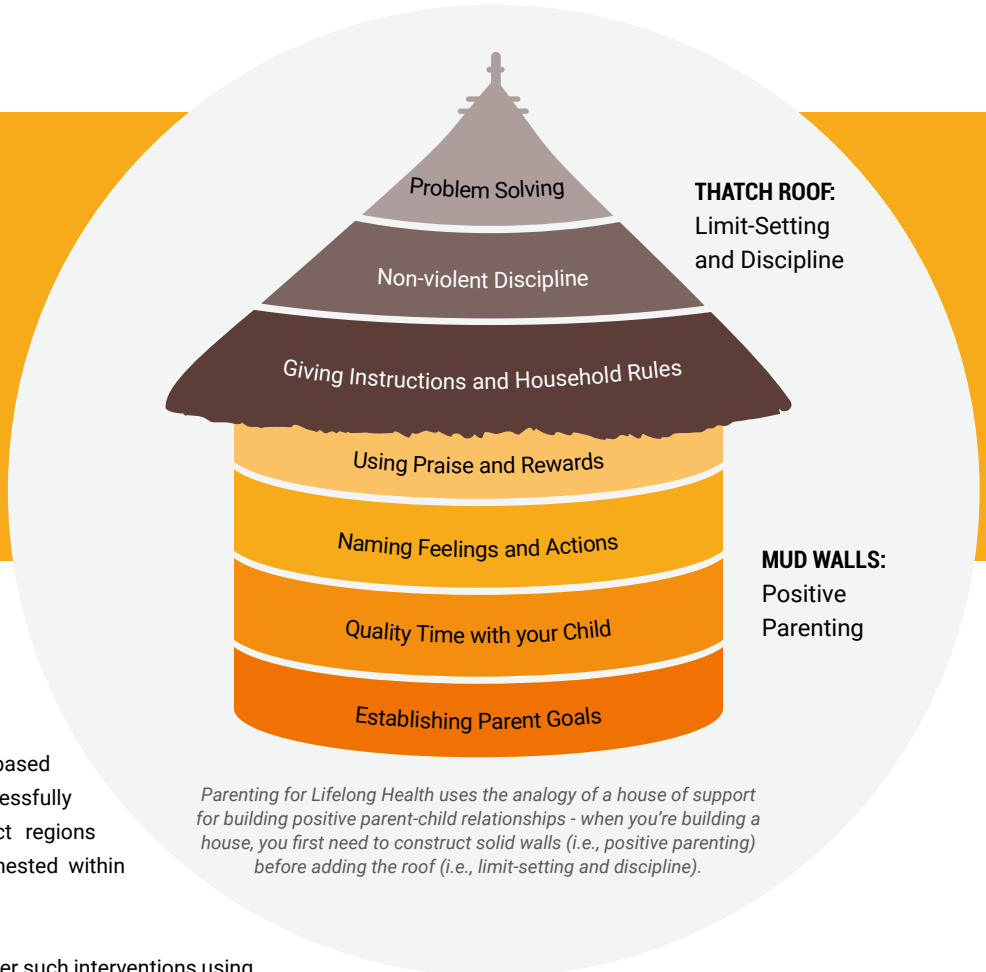 Problem Solving
THATCH ROOF:
Limit-Setting
and Discipline
Non-violent Discipline
Giving Instructions and Household Rules
Using Praise and Rewards
Naming Feelings and Actions
MUD WALLS:
Positive
Parenting
Quality Time with your Child
Establishing Parent Goals
Parenting for Lifelong Health uses the analogy of a house of support
for building positive parent-child relationships - when you're building a
house, you first need to construct solid walls (i.e., positive parenting)
before adding the roof (i.e., limit-setting and discipline).
regions
nested within
such interventions using